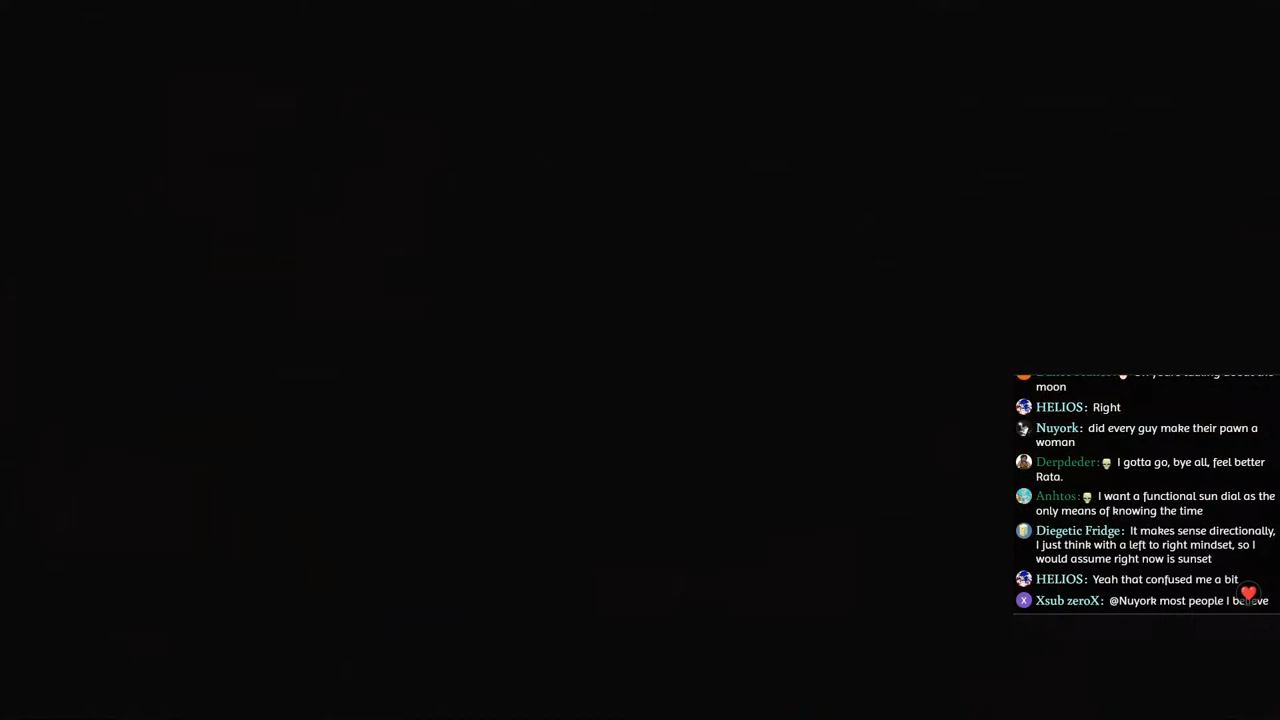 moon
HELIOS: Right
Nuyork: did every guy make their pawn a
woman
Derpdeder: I gotta go, bye all, feel better
Rata.
Anhtos: I want a functional sun dial as the
only means of knowing the time
Diegetic Fridge: It makes sense directionally,
I just think with a left to right mindset, so I
would assume right now is sunset
HELIOS: Yeah that confused me a bit
X Xsub zeroX: @Nuyork most people I believe